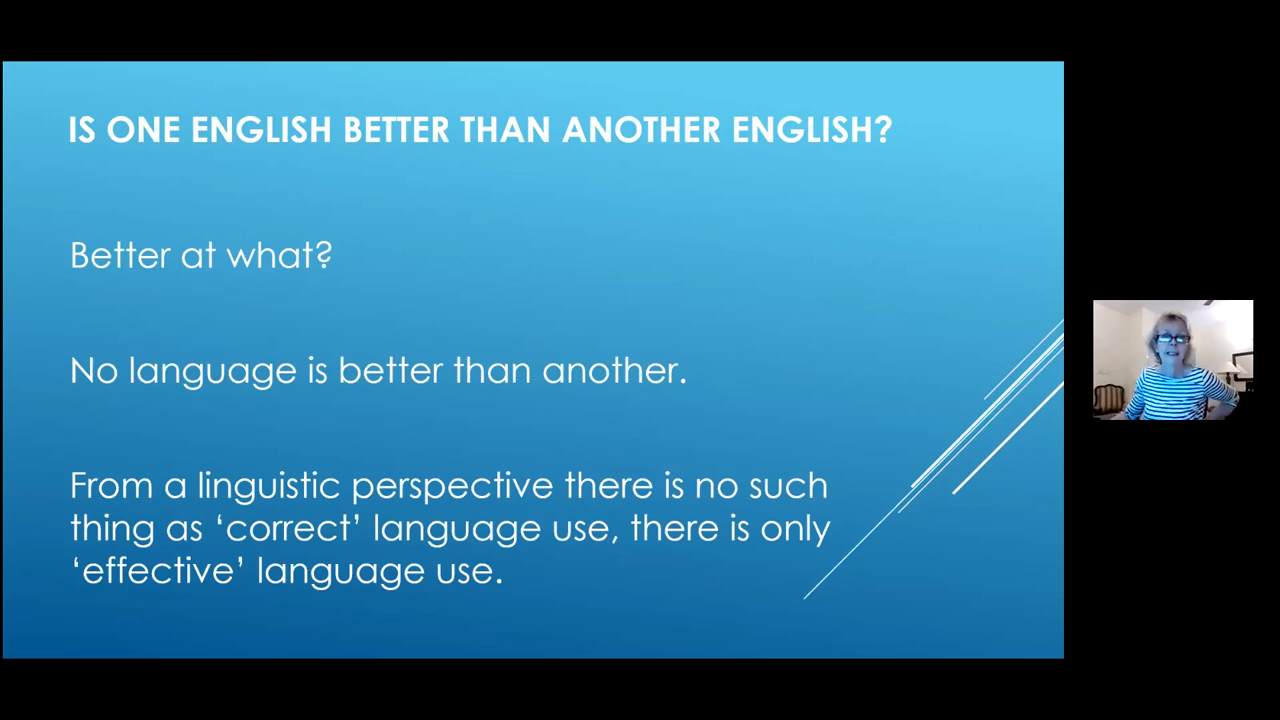 IS ONE ENGLISH BETTER THAN ANOTHER ENGLISH?
Better at what?
No language is better than another.
From a linguistic perspective there is no such
thing as ‘correct’ language use, there is only
‘effective’ language use.